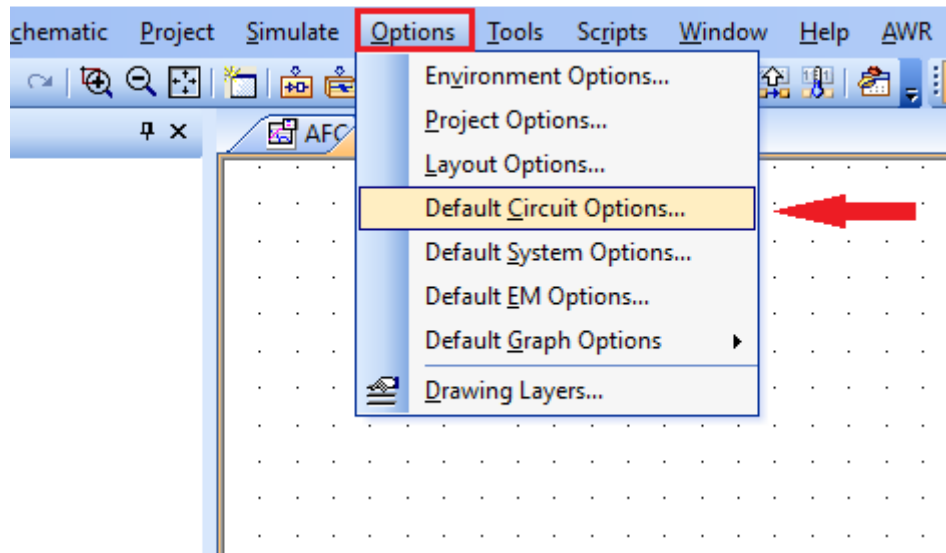 chematic Project Simulate Options Tools Scripts Window Help AWR
AFC
Environment Options...
Project Options...
Layout Options...
Default Circuit Options...
Default System Options...
Default EM Options...
Default Graph Options
Drawing Layers...